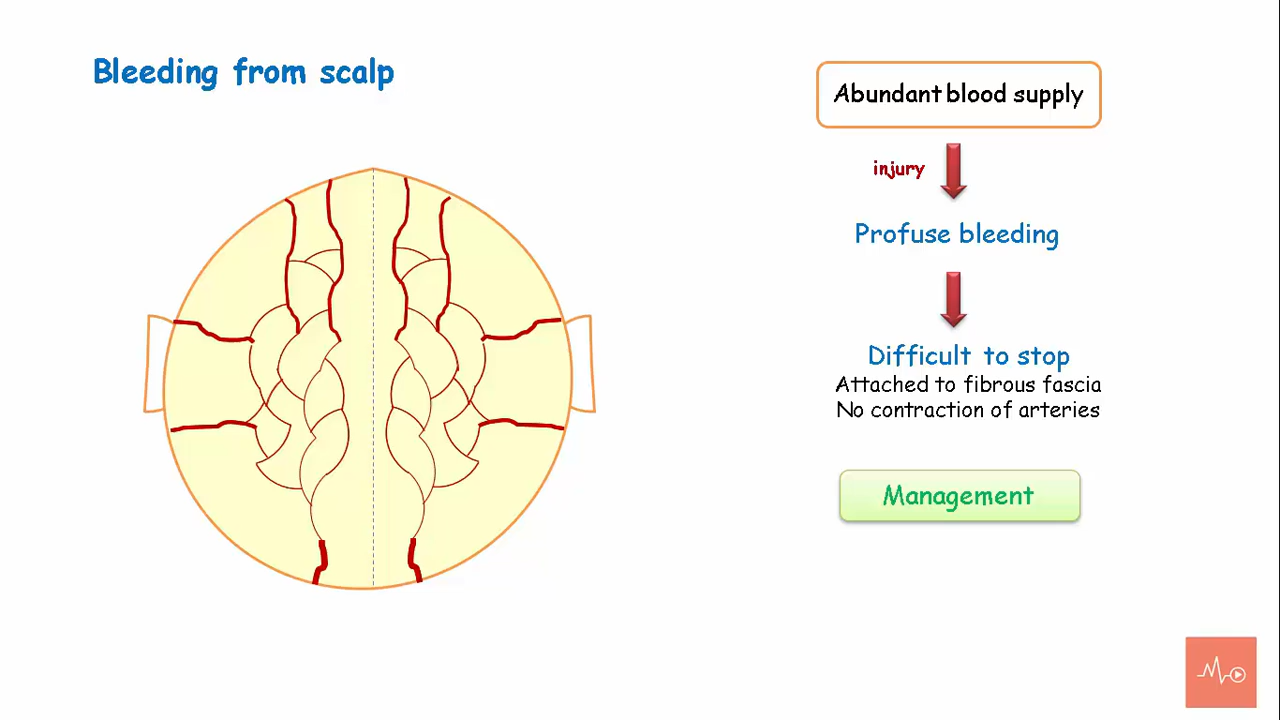 Bleeding from scalp
Abundant blood supply
injury
Profuse bleeding
Difficult to stop
Attached to fibrous fascia
No contraction of arteries
Management